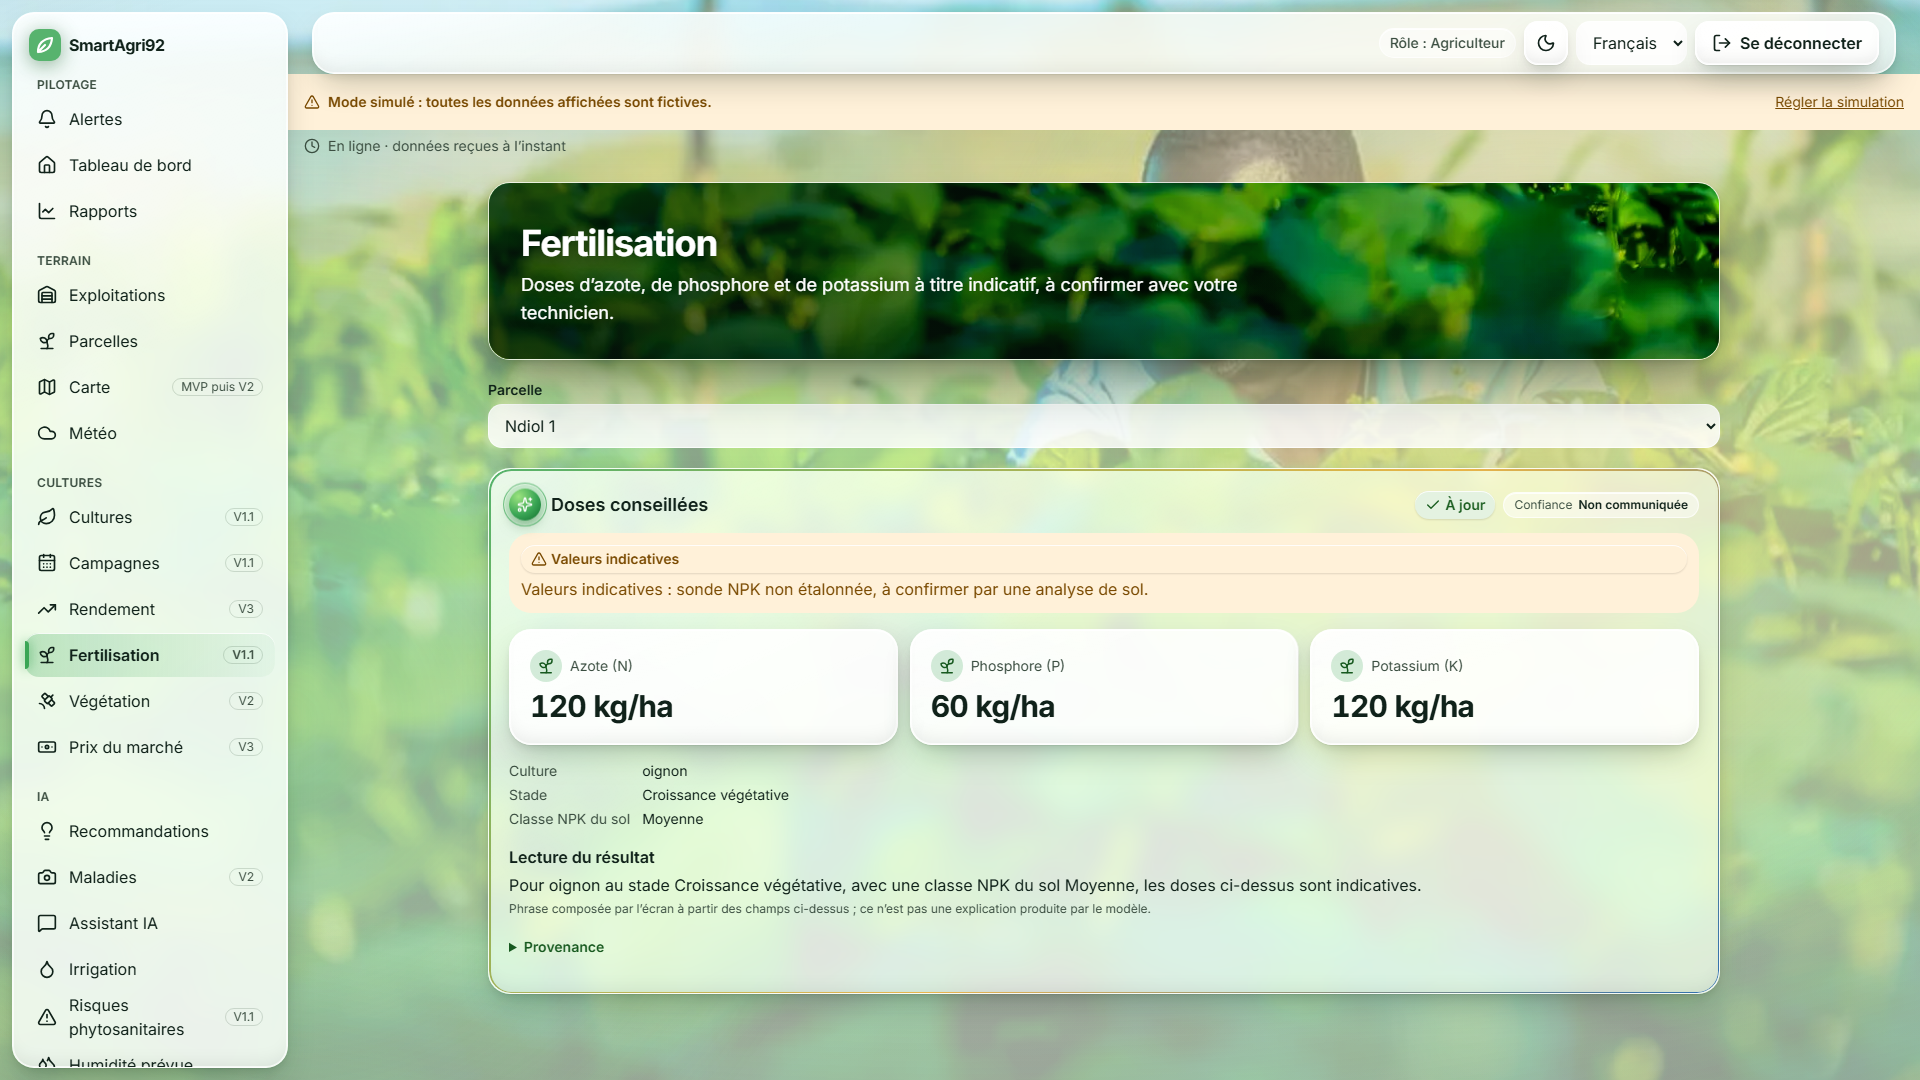 SmartAgri92
PILOTAGE
Alertes
Tableau de bord
Rapports
TERRAIN
Exploitations
Parcelles
Carte MVP puis V2
Météo
CULTURES
Cultures V1.1
Campagnes V1.1
Rendement V3
Fertilisation V1.1
Végétation V2
Prix du marché V3
IA
Recommandations
Maladies V2
Assistant IA
Irrigation
Risques
phytosanitaires V1.1
Humidité prévue
Rôle : Agriculteur
Français
Se déconnecter
Mode simulé : toutes les données affichées sont fictives.
Régler la simulation
En ligne · données reçues à l’instant
Fertilisation
Doses d’azote, de phosphore et de potassium à titre indicatif, à confirmer avec votre
technicien.
Parcelle
Ndiol 1
Doses conseillées
À jour
Confiance Non communiquée
Valeurs indicatives
Valeurs indicatives : sonde NPK non étalonnée, à confirmer par une analyse de sol.
Azote (N)
120 kg/ha
Phosphore (P)
60 kg/ha
Potassium (K)
120 kg/ha
Culture oignon
Stade Croissance végétative
Classe NPK du sol Moyenne
Lecture du résultat
Pour oignon au stade Croissance végétative, avec une classe NPK du sol Moyenne, les doses ci-dessus sont indicatives.
Phrase composée par l’écran à partir des champs ci-dessus ; ce n’est pas une explication produite par le modèle.
Provenance